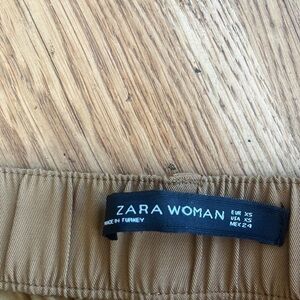 ZARA WOMAN
MADE IN TURKEY
EUR XS
USA XS
MEX 24